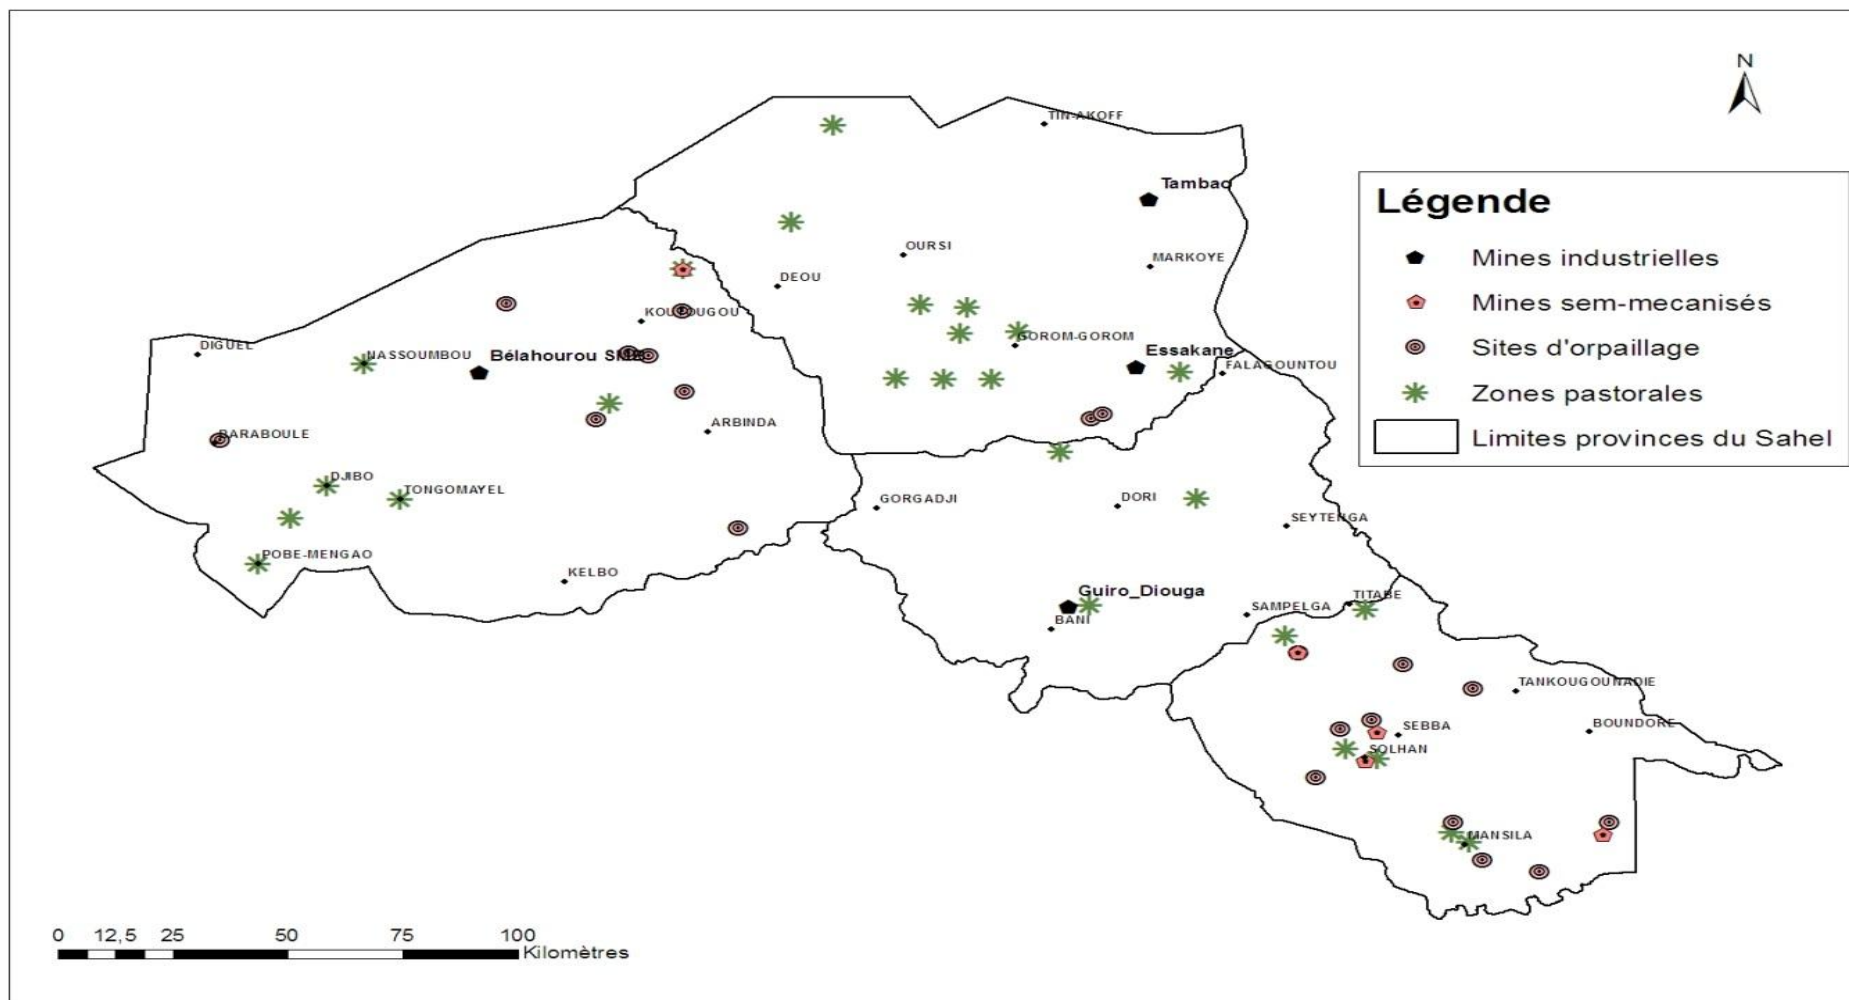 N
TIN-AKOFF
Tambao
Légende
OURSI
MARKOYE
Mines industrielles
DEOU
Mines sem-mecanisés
GOROM-GOROM
DIGUEL
NASSOUMBOU
Bélahourou
Essakane
FALAGOUNTOU
Sites d'orpaillage
Zones pastorales
BARABOULE
ARBINDA
Limites provinces du Sahel
DJIBO
TONGOMAYEL
GORGADJI
DORI
SEYTENGA
POBE-MENGAO
KELBO
Guiro_Diouga
BANI
SAMPELGA
TITABE
TANKOUGOUNADIE
SEBBA
BOUNDORE
SOLHAN
MANSILA
0 12,5 25 50 75 100
Kilomètres